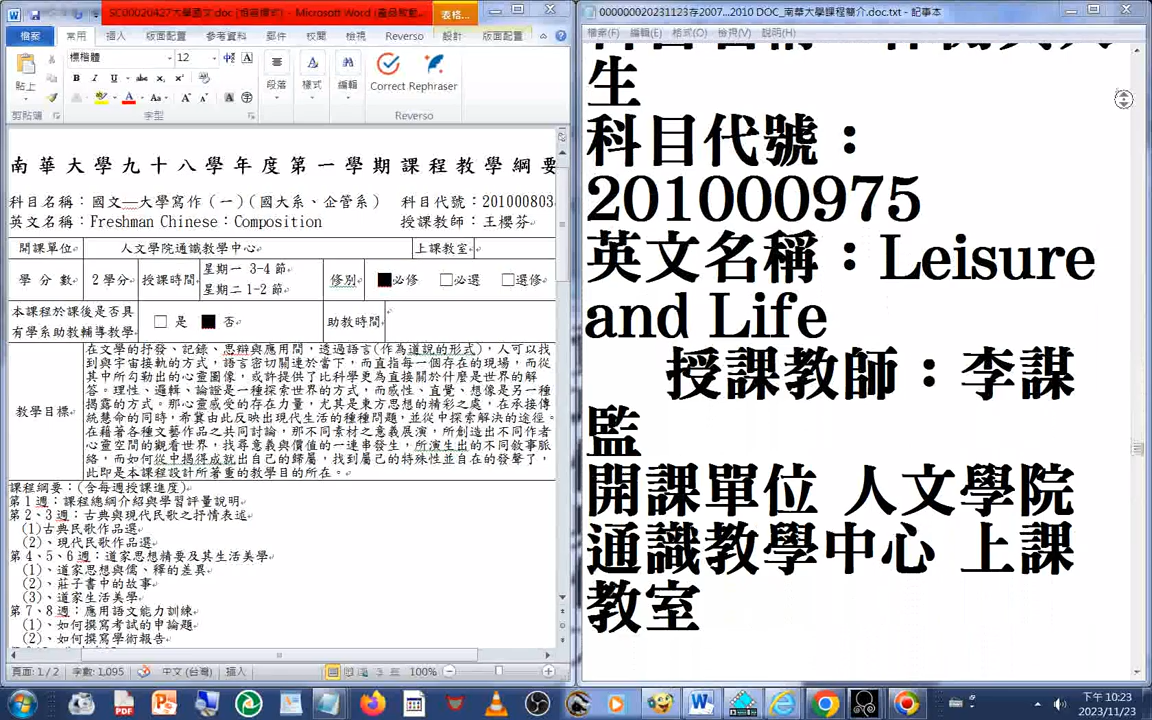 SC00020427大學國文.doc [相容模式] - Microsoft Word (產品啟動...
表格...
檔案 常用 插入 版面配置 參考資料 郵件 校閱 檢視 Reverso 設計 版面配置
貼上
標楷體 12
段落 樣式 編輯 Correct Rephraser
剪貼簿 字型 Reverso
南華大學九十八學年度第一學期課程教學綱要
科目名稱：國文—大學寫作(一)(國大系、企管系) 科目代號：201000803
英文名稱：Freshman Chinese：Composition 授課教師：王櫻芬
開課單位 人文學院通識教學中心 上課教室
學分數 2學分 授課時間 星期一 3-4節
星期二1-2節
修別 ■必修 □必選 □選修
本課程於課後是否具
有學系助教輔導教學
□ 是 ■ 否 助教時間
教學目標
在文學的抒發、記錄、思辯與應用間，透過語言(作為道說的形式)，人可以找
到與宇宙接軌的方式，語言密切關連於當下，而直指每一個存在的現場，而從
其中所勾勒出的心靈圖像，或許提供了比科學更為直接關於什麼是世界的解
答。理性、邏輯、論證是一種探索世界的方式，而感性、直覺、想像是另一種
揭露的方式。那心靈感受的存在力量，尤其是東方思想的精彩之處，在承接傳
統慧命的同時，希冀由此反映出現代生活的種種問題，並從中探索解決的途徑。
在藉著各種文藝作品之共同討論，那不同素材之意義展演，所創造出不同作者
心靈空間的觀看世界，找尋意義與價值的一連串發生，所演生出的不同敘事脈
絡，而如何從中揭得成就出自己的歸屬，找到屬己的特殊性並自在的發聲了，
此即是本課程設計所著重的教學目的所在。
課程綱要：(含每週授課進度)
第1週：課程總綱介紹與學習評量說明
第2、3週：古典與現代民歌之抒情表述
(1)古典民歌作品選
(2)、現代民歌作品選
第4、5、6週：道家思想精要及其生活美學
(1)、道家思想與儒、釋的差異
(2)、莊子書中的故事
(3)、道家生活美學
第7、8週：應用語文能力訓練
(1)、如何撰寫考試的申論題
(2)、如何撰寫學術報告
頁面：1/2 字數：1,095 中文(台灣) 插入 100%
000000020231123存2007...2010 DOC_南華大學課程簡介.doc.txt - 記事本
檔案(F) 編輯(E) 格式(O) 檢視(V) 說明(H)
生
科目代號：
201000975
英文名稱：Leisure
and Life
授課教師：李謀
監
開課單位 人文學院
通識教學中心 上課
教室
下午 10:23
2023/11/23